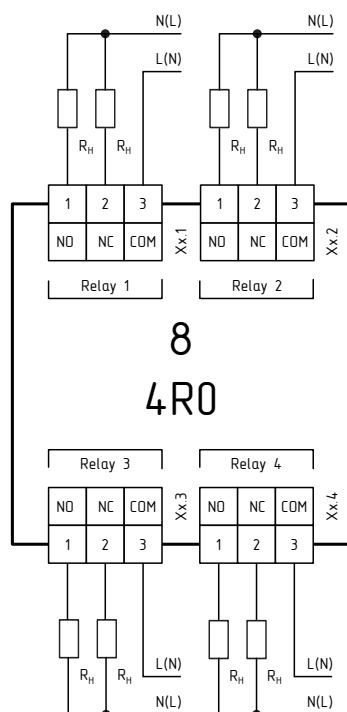 N(L) N(L)
L(N) L(N)
R_H R_H R_H R_H
1 2 3 1 2 3
NO NC COM Xx.1 NO NC COM Xx.2
Relay 1 Relay 2
8
4RO
Relay 3 Relay 4
NO NC COM Xx.3 NO NC COM Xx.4
1 2 3 1 2 3
L(N) L(N)
R_H R_H R_H R_H
N(L) N(L)